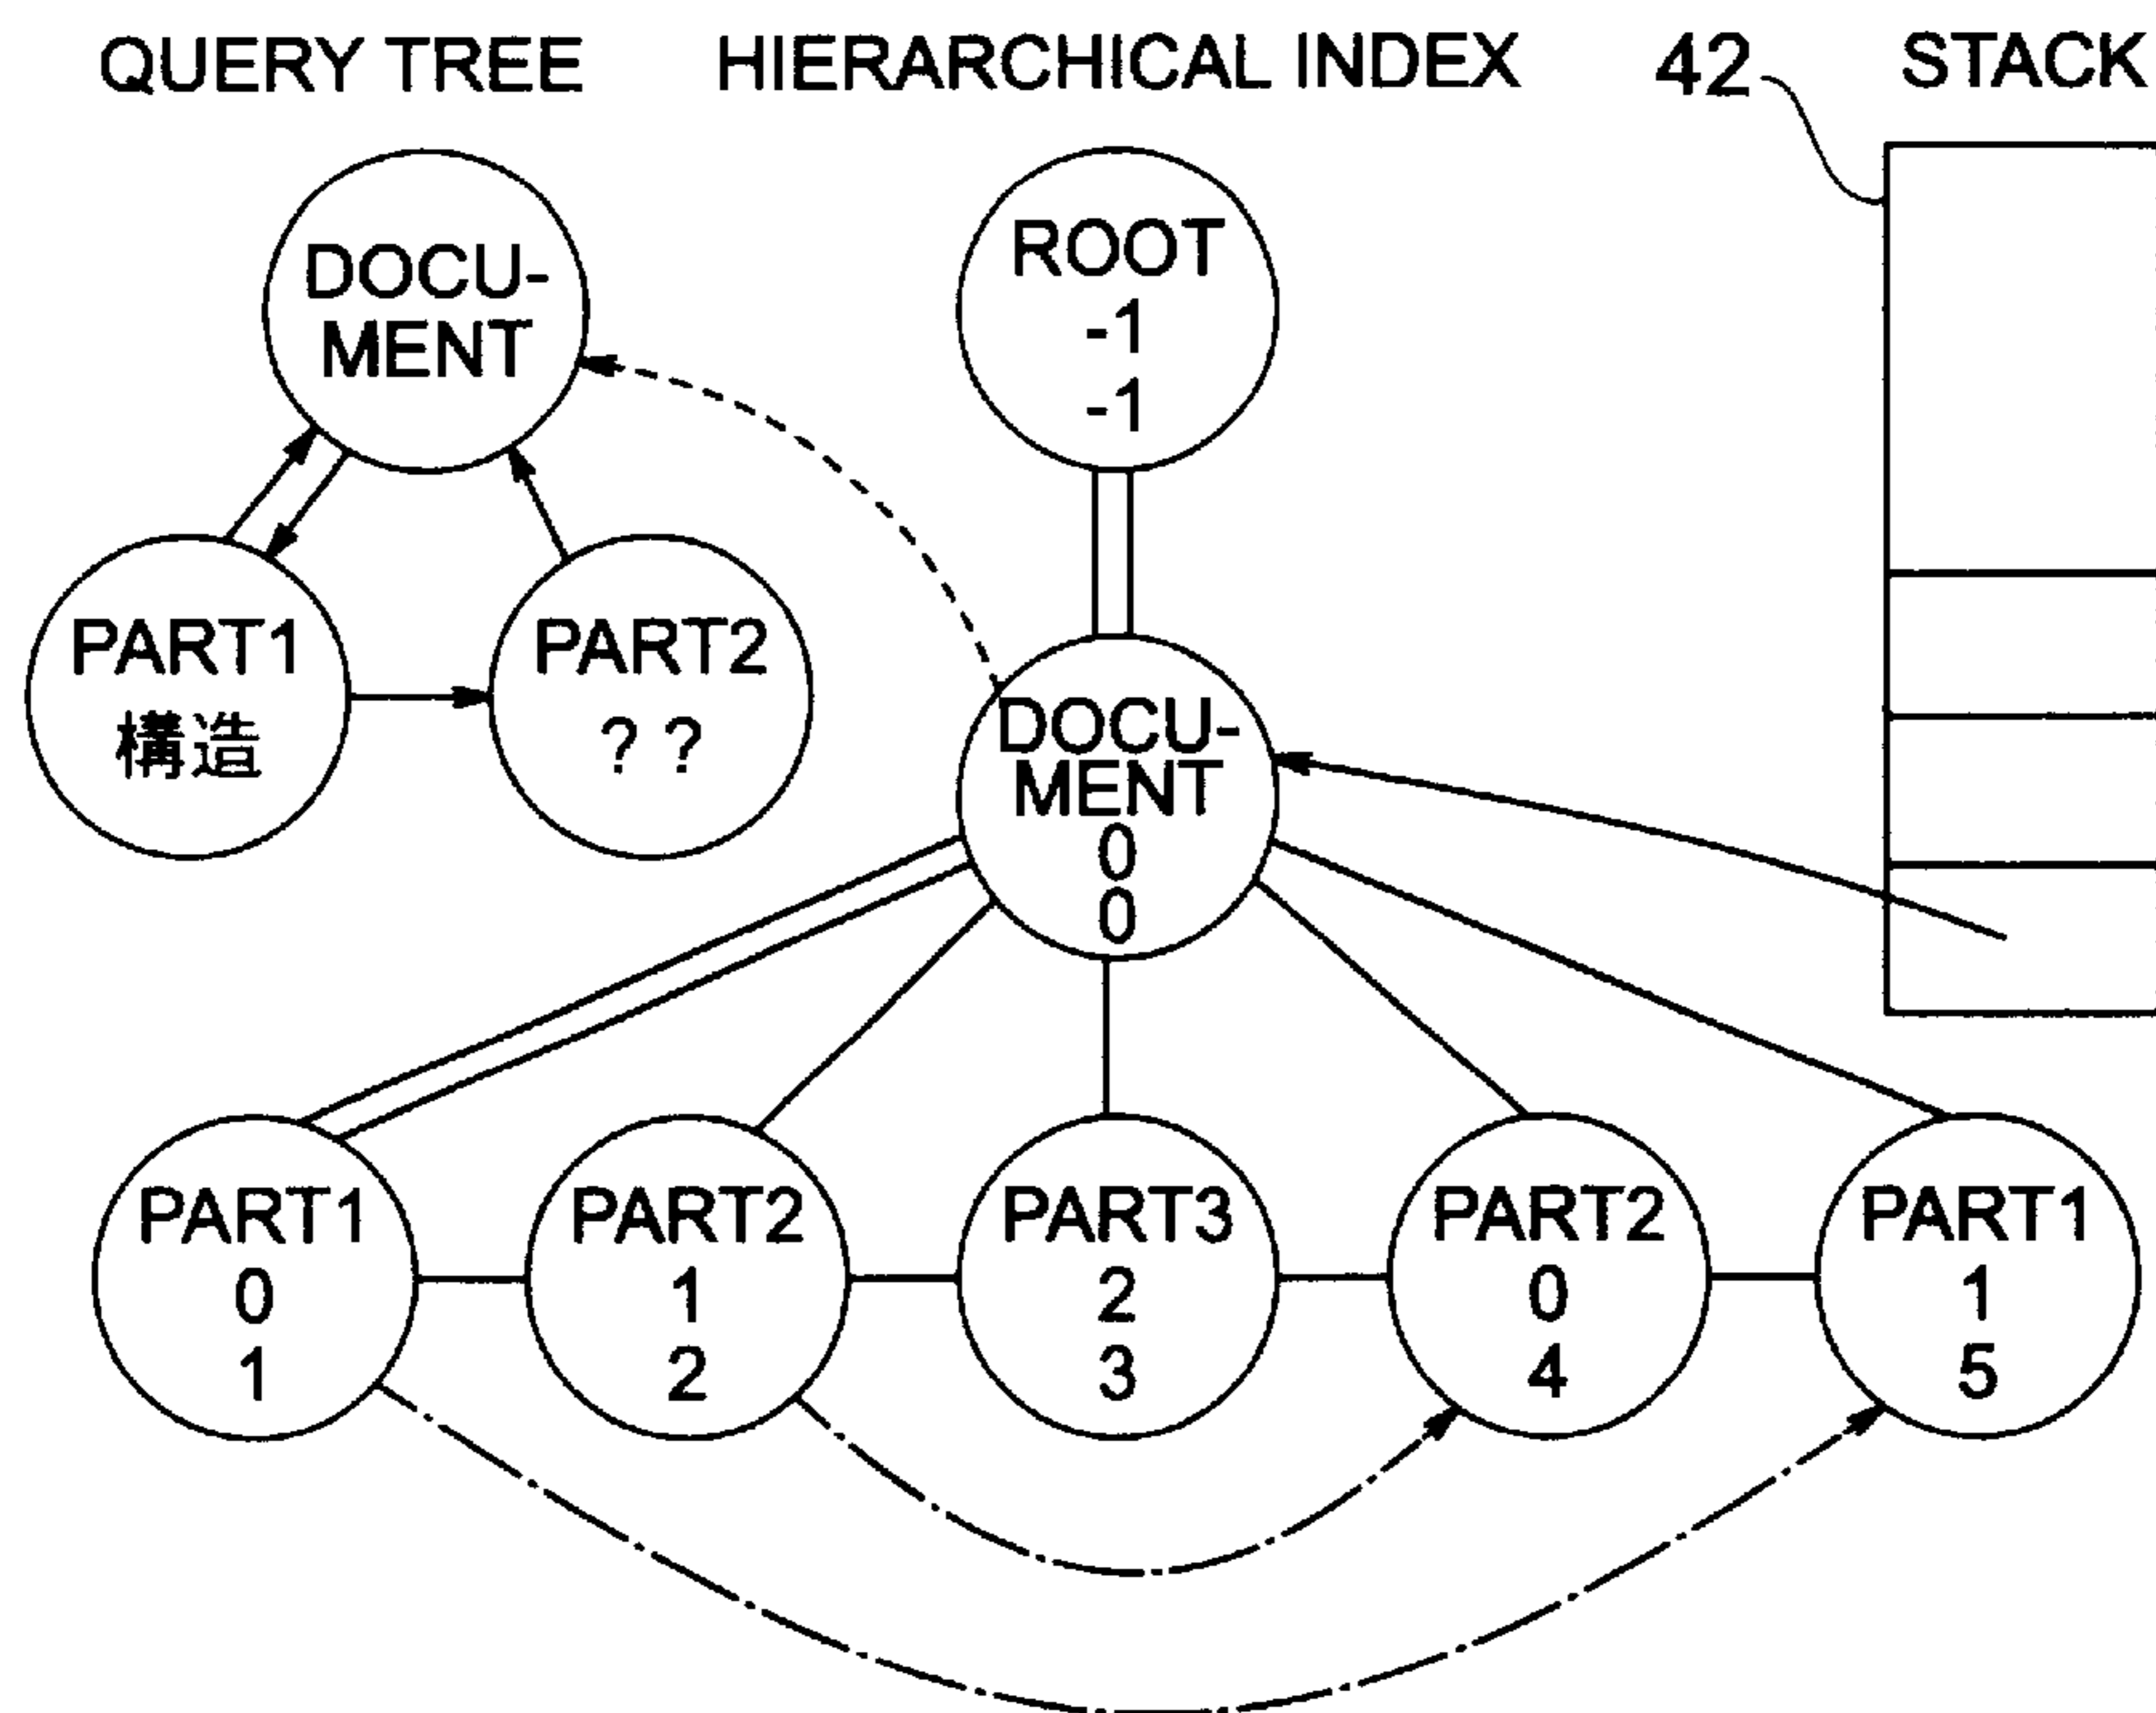 QUERY TREE
HIERARCHICAL INDEX
42
STACK
DOCU-
MENT
PART1
構造
PART2
? ?
ROOT
-1
-1
DOCU-
MENT
0
0
PART1
0
1
PART2
1
2
PART3
2
3
PART2
0
4
PART1
1
5